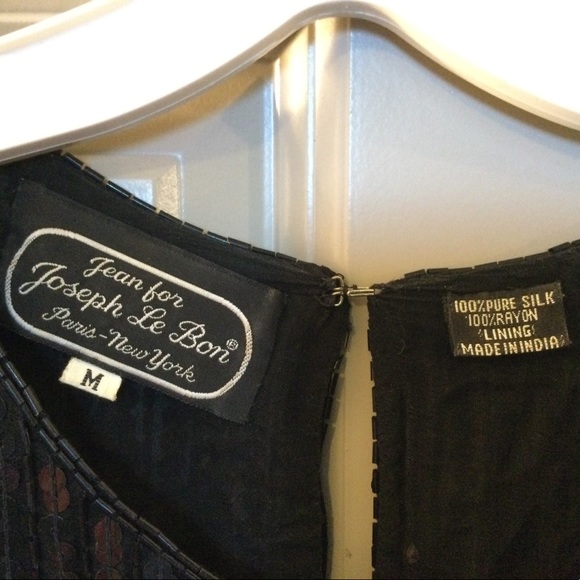 Jean for
Joseph Le Bon®
Paris-New York
M
100% PURE SILK
100% RAYON
LINING
MADE IN INDIA